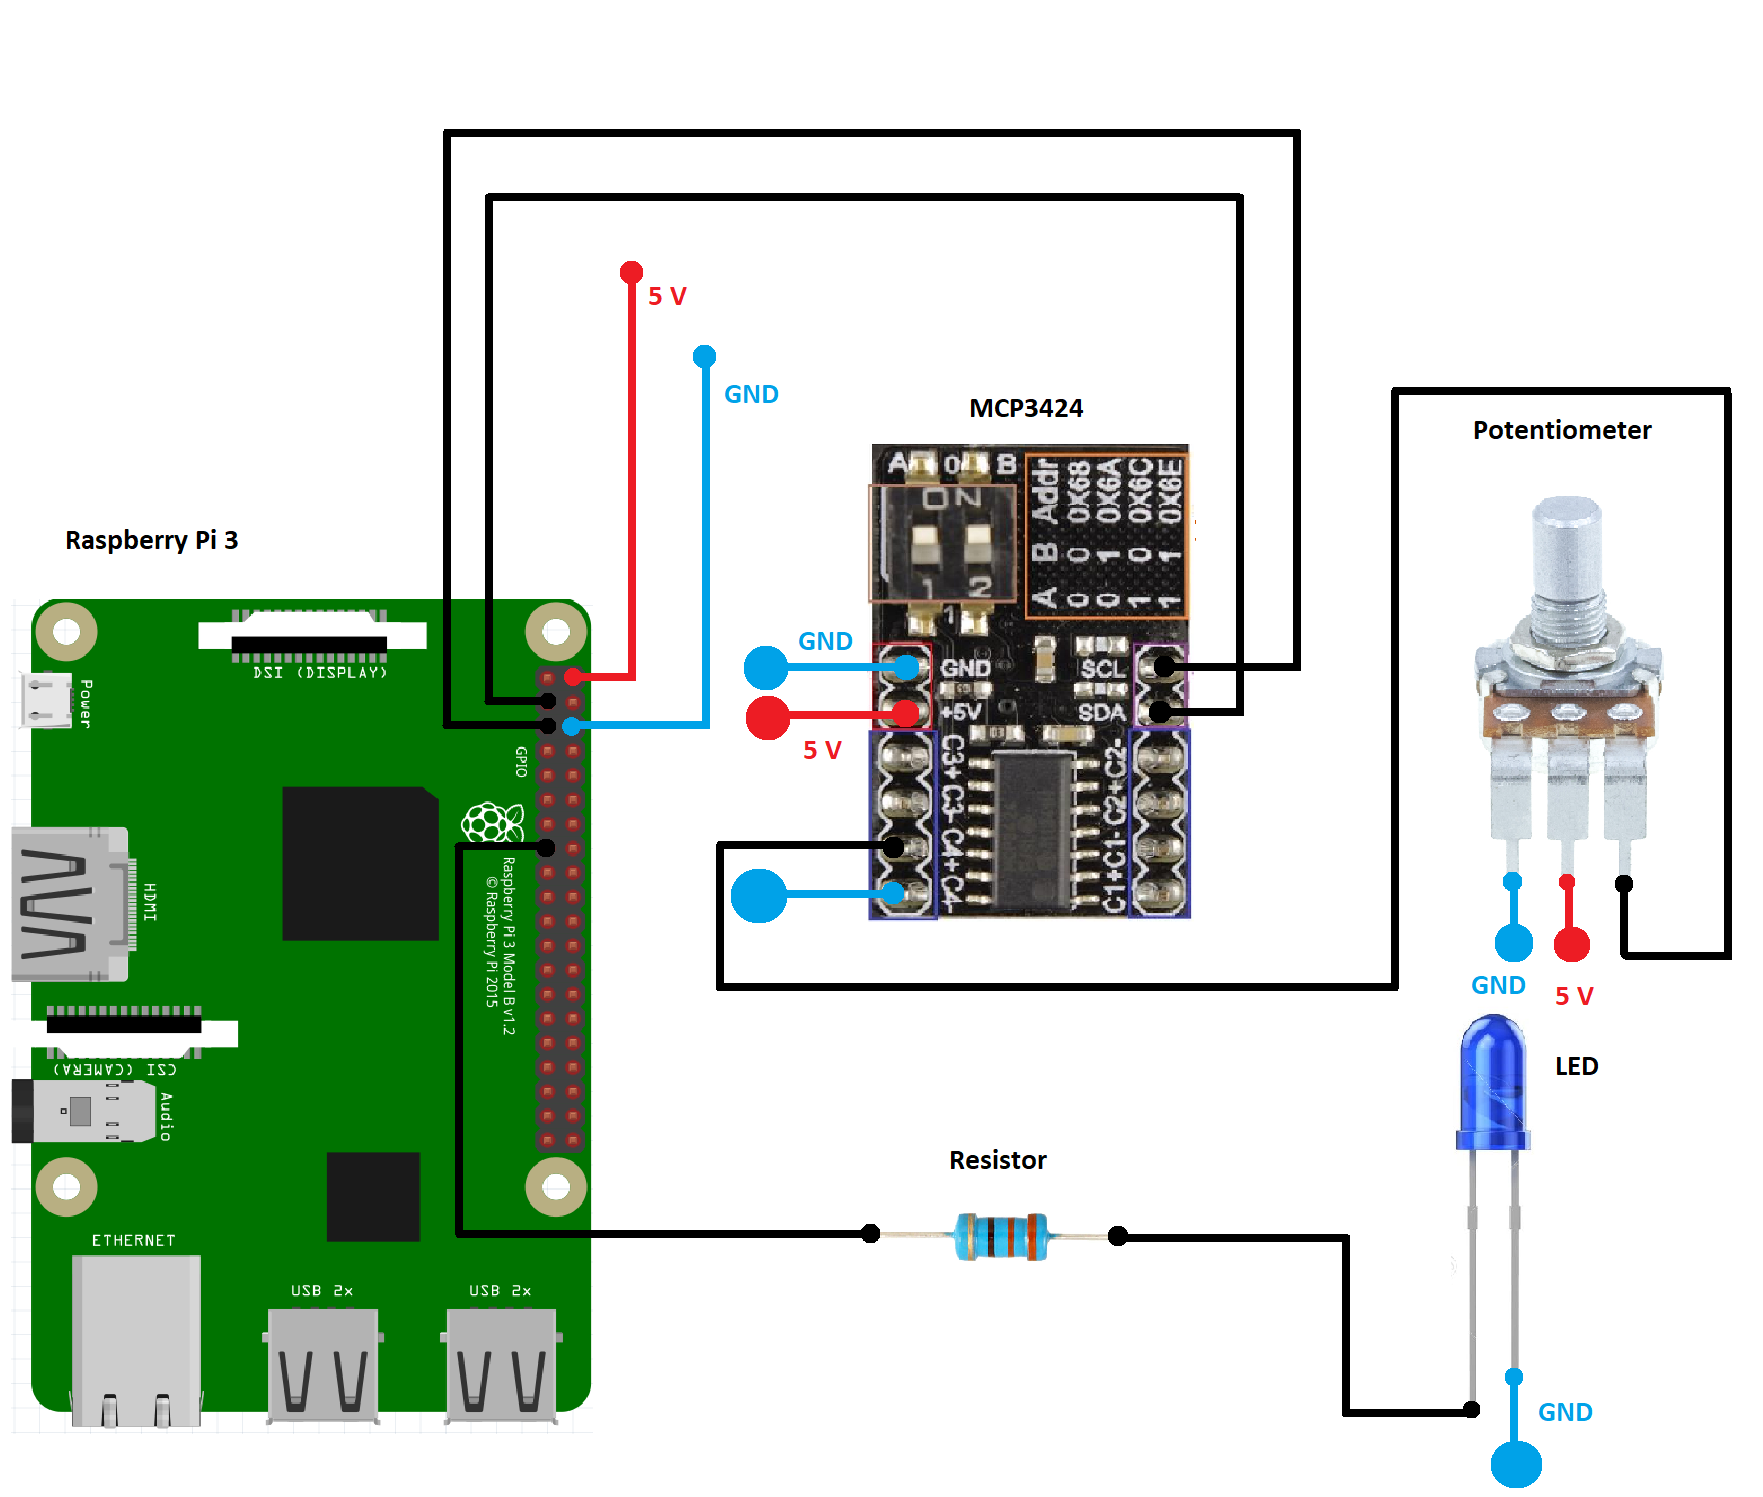 5 V
GND
MCP3424
Potentiometer
Raspberry Pi 3
A 0 B
ON
1 2
1
A B Addr
0 0 0X68
0 1 0X6A
1 0 0X6C
1 1 0X6E
DSI (DISPLAY)
Power
GPIO
HDMI
Raspberry Pi 3 Model B v1.2
© Raspberry Pi 2015
CSI (CAMERA)
Audio
ETHERNET
USB 2x
USB 2x
GND
5 V
GND
+5V
SCL
SDA
C3+ C3- C4+ C4-
C1+ C1- C2+ C2-
GND
5 V
LED
Resistor
GND